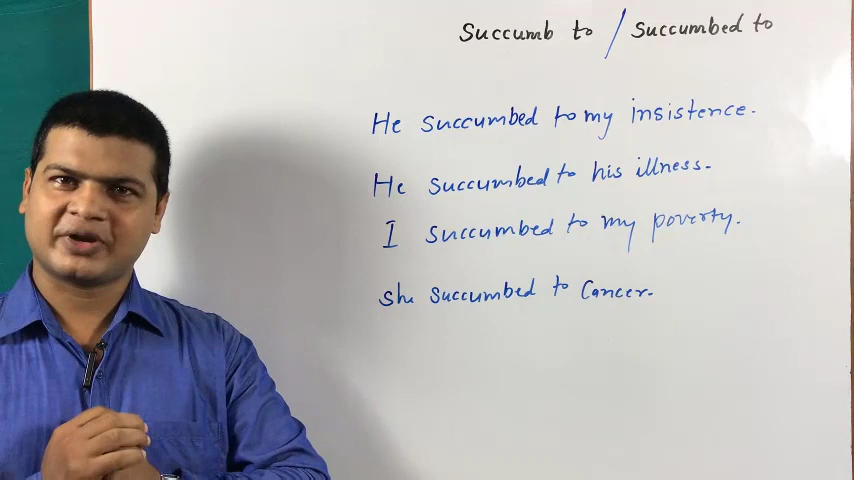 Succumb to / Succumbed to
He succumbed to my insistence.
He succumbed to his illness.
I succumbed to my poverty.
she succumbed to Cancer.